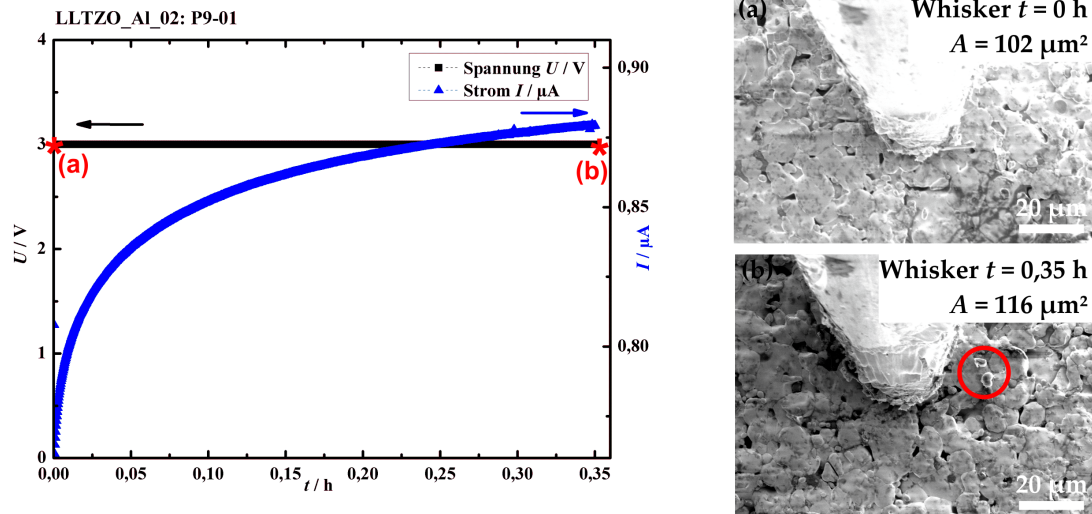 LLTZO_Al_02: P9-01
4
3
2
1
0
U / V
Spannung U / V
Strom I / µA
(a)
(b)
0,90
0,85
0,80
I / µA
0,00 0,05 0,10 0,15 0,20 0,25 0,30 0,35
t / h
(a)
Whisker t = 0 h
A = 102 µm²
20 µm
(b)
Whisker t = 0,35 h
A = 116 µm²
20 µm